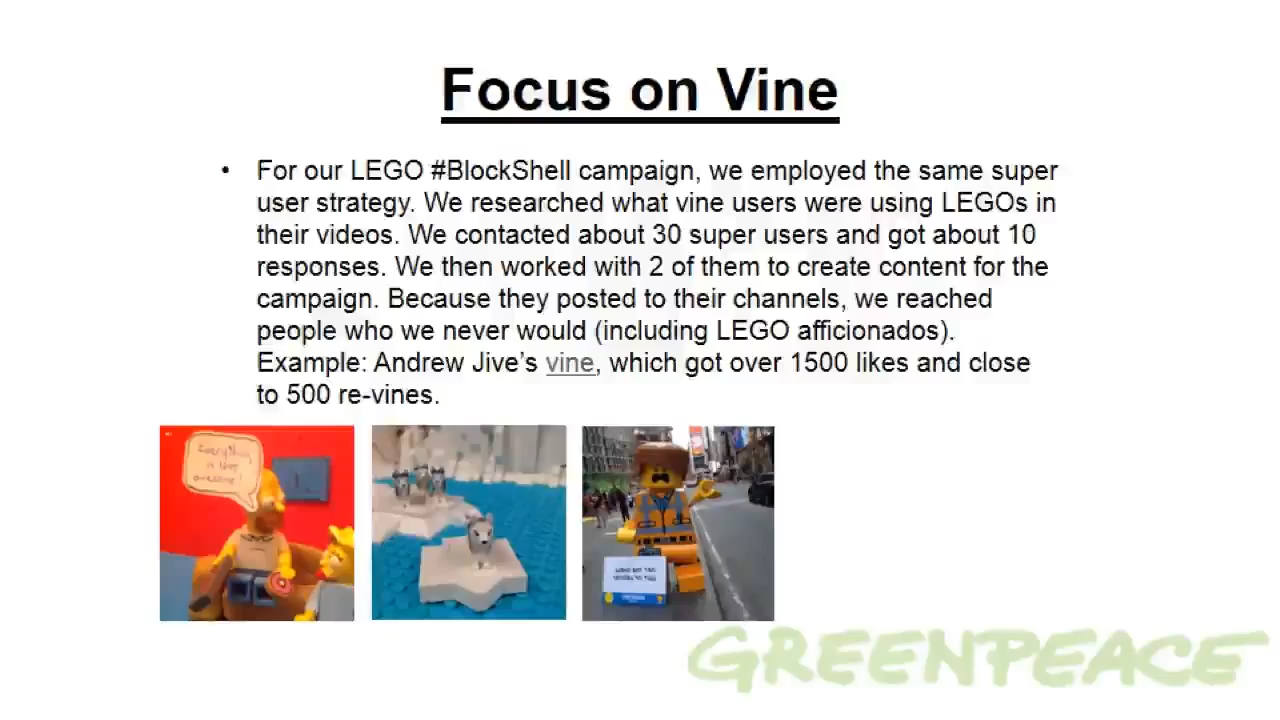 Focus on Vine
• For our LEGO #BlockShell campaign, we employed the same super
user strategy. We researched what vine users were using LEGOs in
their videos. We contacted about 30 super users and got about 10
responses. We then worked with 2 of them to create content for the
campaign. Because they posted to their channels, we reached
people who we never would (including LEGO afficionados).
Example: Andrew Jive's vine, which got over 1500 likes and close
to 500 re-vines.
Everything
is not
awesome!
GREENPEACE